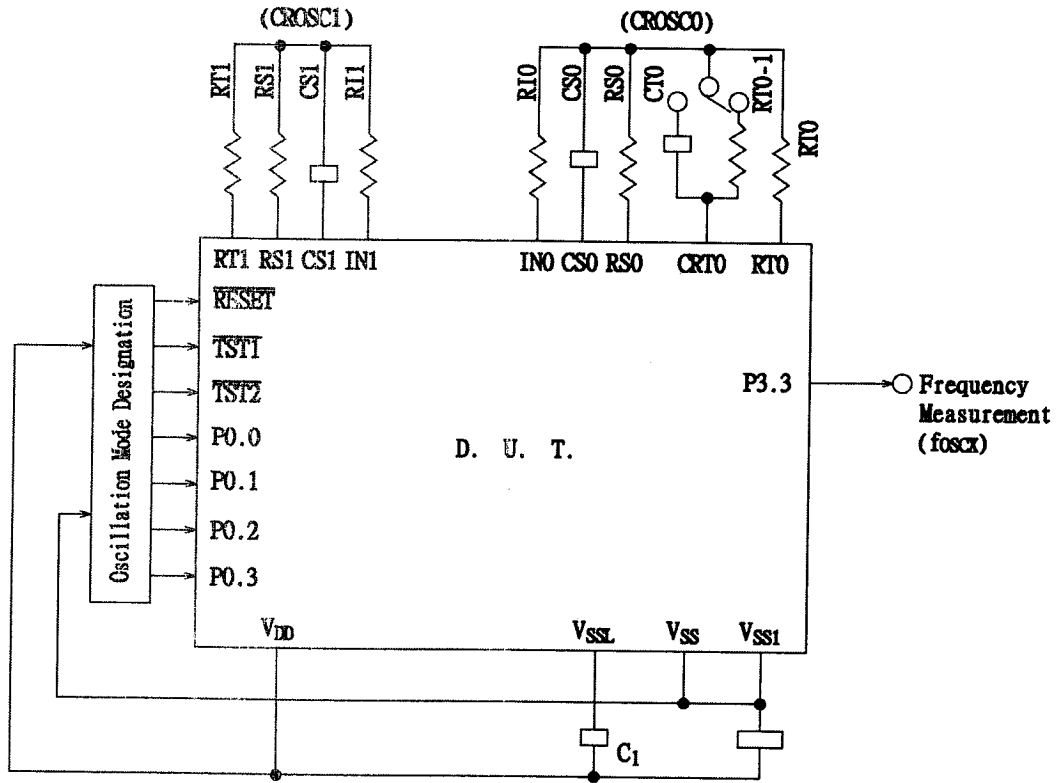 (CROSC1)
(CROSC0)
RT1
RS1
CS1
RI1
RI0
CS0
RS0
CT0
RT0-1
RT0
RT1 RS1 CS1 IN1
IN0 CS0 RS0 CRT0 RT0
Oscillation Mode Designation
RESET
TST1
TST2
P0.0
P0.1
P0.2
P0.3
D. U. T.
P3.3
Frequency
Measurement
(foscx)
VDD
VSSL
VSS
VSS1
C1